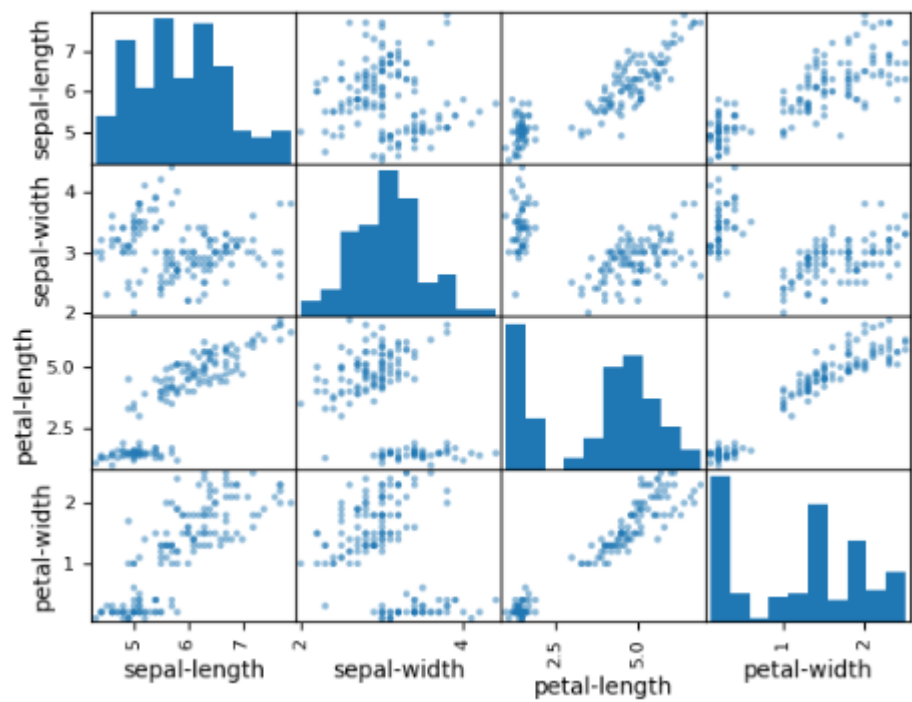 sepal-length
7
6
5
sepal-width
4
3
2
petal-length
5.0
2.5
petal-width
2
1
5 6 7 2 4 2.5 5.0 1 2
sepal-length sepal-width petal-length petal-width